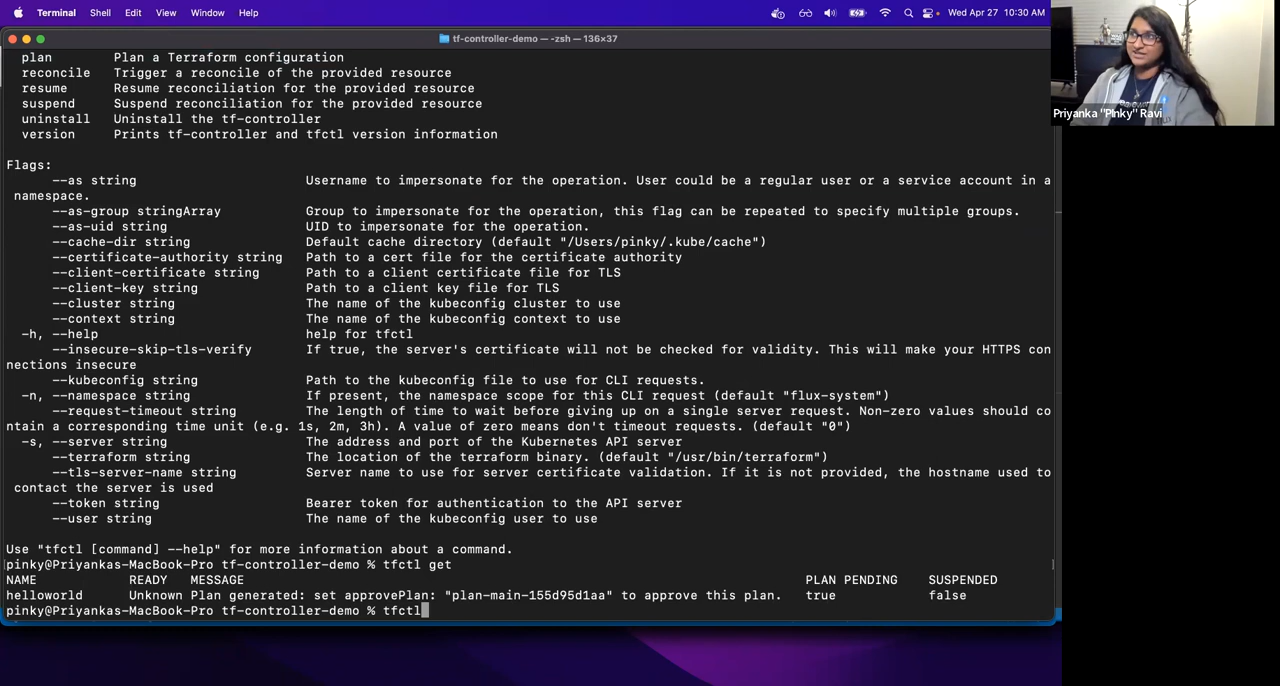 Terminal Shell Edit View Window Help Wed Apr 27 10:30 AM
tf-controller-demo — -zsh — 136×37
plan Plan a Terraform configuration
reconcile Trigger a reconcile of the provided resource
resume Resume reconciliation for the provided resource
suspend Suspend reconciliation for the provided resource
uninstall Uninstall the tf-controller
version Prints tf-controller and tfctl version information
Flags:
--as string Username to impersonate for the operation. User could be a regular user or a service account in a
namespace.
--as-group stringArray Group to impersonate for the operation, this flag can be repeated to specify multiple groups.
--as-uid string UID to impersonate for the operation.
--cache-dir string Default cache directory (default "/Users/pinky/.kube/cache")
--certificate-authority string Path to a cert file for the certificate authority
--client-certificate string Path to a client certificate file for TLS
--client-key string Path to a client key file for TLS
--cluster string The name of the kubeconfig cluster to use
--context string The name of the kubeconfig context to use
-h, --help help for tfctl
--insecure-skip-tls-verify If true, the server's certificate will not be checked for validity. This will make your HTTPS con
nections insecure
--kubeconfig string Path to the kubeconfig file to use for CLI requests.
-n, --namespace string If present, the namespace scope for this CLI request (default "flux-system")
--request-timeout string The length of time to wait before giving up on a single server request. Non-zero values should co
ntain a corresponding time unit (e.g. 1s, 2m, 3h). A value of zero means don't timeout requests. (default "0")
-s, --server string The address and port of the Kubernetes API server
--terraform string The location of the terraform binary. (default "/usr/bin/terraform")
--tls-server-name string Server name to use for server certificate validation. If it is not provided, the hostname used to
contact the server is used
--token string Bearer token for authentication to the API server
--user string The name of the kubeconfig user to use
Use "tfctl [command] --help" for more information about a command.
[pinky@Priyankas-MacBook-Pro tf-controller-demo % tfctl get ]
NAME READY MESSAGE PLAN PENDING SUSPENDED
helloworld Unknown Plan generated: set approvePlan: "plan-main-155d95d1aa" to approve this plan. true false
pinky@Priyankas-MacBook-Pro tf-controller-demo % tfctl
Priyanka "Pinky" Ravi